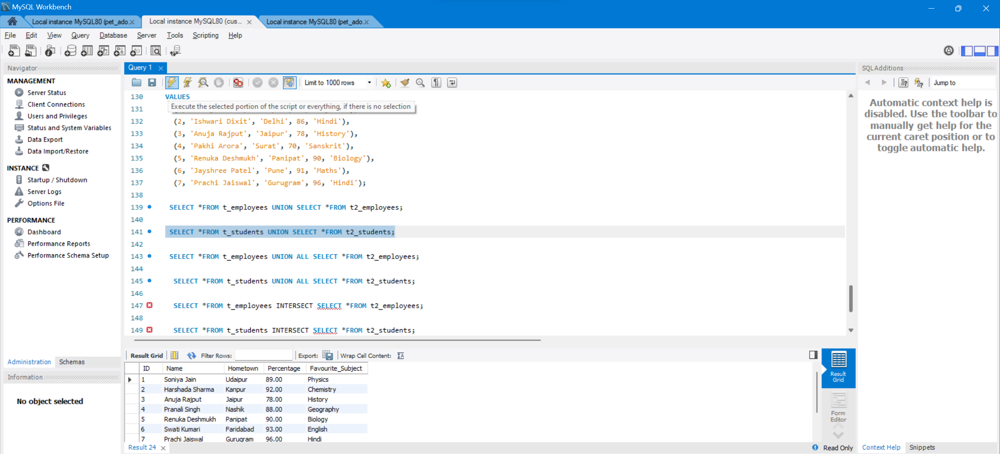 MySQL Workbench
Local instance MySQL80 (pet_ado...
Local instance MySQL80 (cus...
Local instance MySQL80 (pet_ado...
File Edit View Query Database Server Tools Scripting Help
Navigator
Query 1
SQLAdditions
MANAGEMENT
Server Status
Client Connections
Users and Privileges
Status and System Variables
Data Export
Data Import/Restore
INSTANCE
Startup / Shutdown
Server Logs
Options File
PERFORMANCE
Dashboard
Performance Reports
Performance Schema Setup
Administration Schemas
Information
No object selected
Limit to 1000 rows
130 VALUES
Execute the selected portion of the script or everything, if there is no selection
131
132 (2, 'Ishwari Dixit', 'Delhi', 86, 'Hindi'),
133 (3, 'Anuja Rajput', 'Jaipur', 78, 'History'),
134 (4, 'Pakhi Arora', 'Surat', 70, 'Sanskrit'),
135 (5, 'Renuka Deshmukh', 'Panipat', 90, 'Biology'),
136 (6, 'Jayshree Patel', 'Pune', 91, 'Maths'),
137 (7, 'Prachi Jaiswal', 'Gurugram', 96, 'Hindi');
138
139 SELECT *FROM t_employees UNION SELECT *FROM t2_employees;
140
141 SELECT *FROM t_students UNION SELECT *FROM t2_students;
142
143 SELECT *FROM t_employees UNION ALL SELECT *FROM t2_employees;
144
145 SELECT *FROM t_students UNION ALL SELECT *FROM t2_students;
146
147 SELECT *FROM t_employees INTERSECT SELECT *FROM t2_employees;
148
149 SELECT *FROM t_students INTERSECT SELECT *FROM t2_students;
Result Grid Filter Rows: Export: Wrap Cell Content:
ID Name Hometown Percentage Favourite_Subject
1 Soniya Jain Udaipur 89.00 Physics
2 Harshada Sharma Kanpur 92.00 Chemistry
3 Anuja Rajput Jaipur 78.00 History
4 Pranali Singh Nashik 88.00 Geography
5 Renuka Deshmukh Panipat 90.00 Biology
6 Swati Kumari Faridabad 93.00 English
7 Prachi Jaiswal Gurugram 96.00 Hindi
Result 24
Result
Grid
Form
Editor
Read Only
Jump to
Automatic context help is
disabled. Use the toolbar to
manually get help for the
current caret position or to
toggle automatic help.
Context Help Snippets